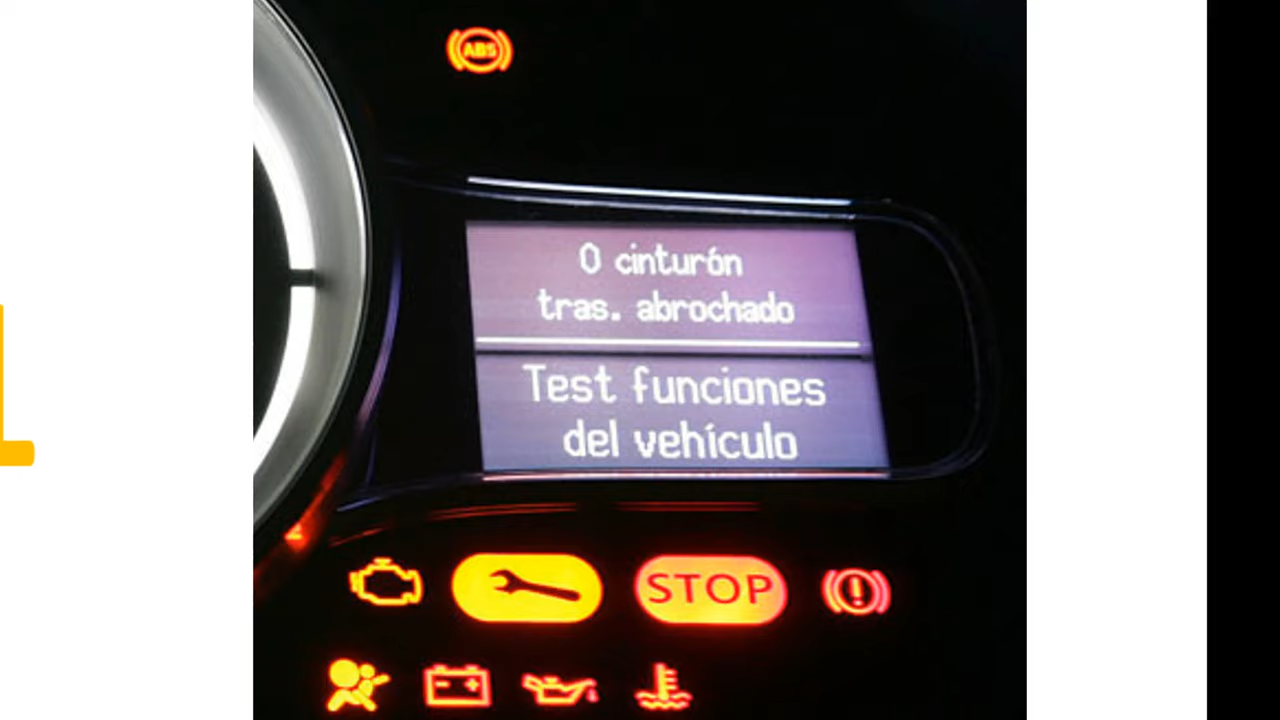 ABS
0 cinturón
tras. abrochado
Test funciones
del vehículo
STOP